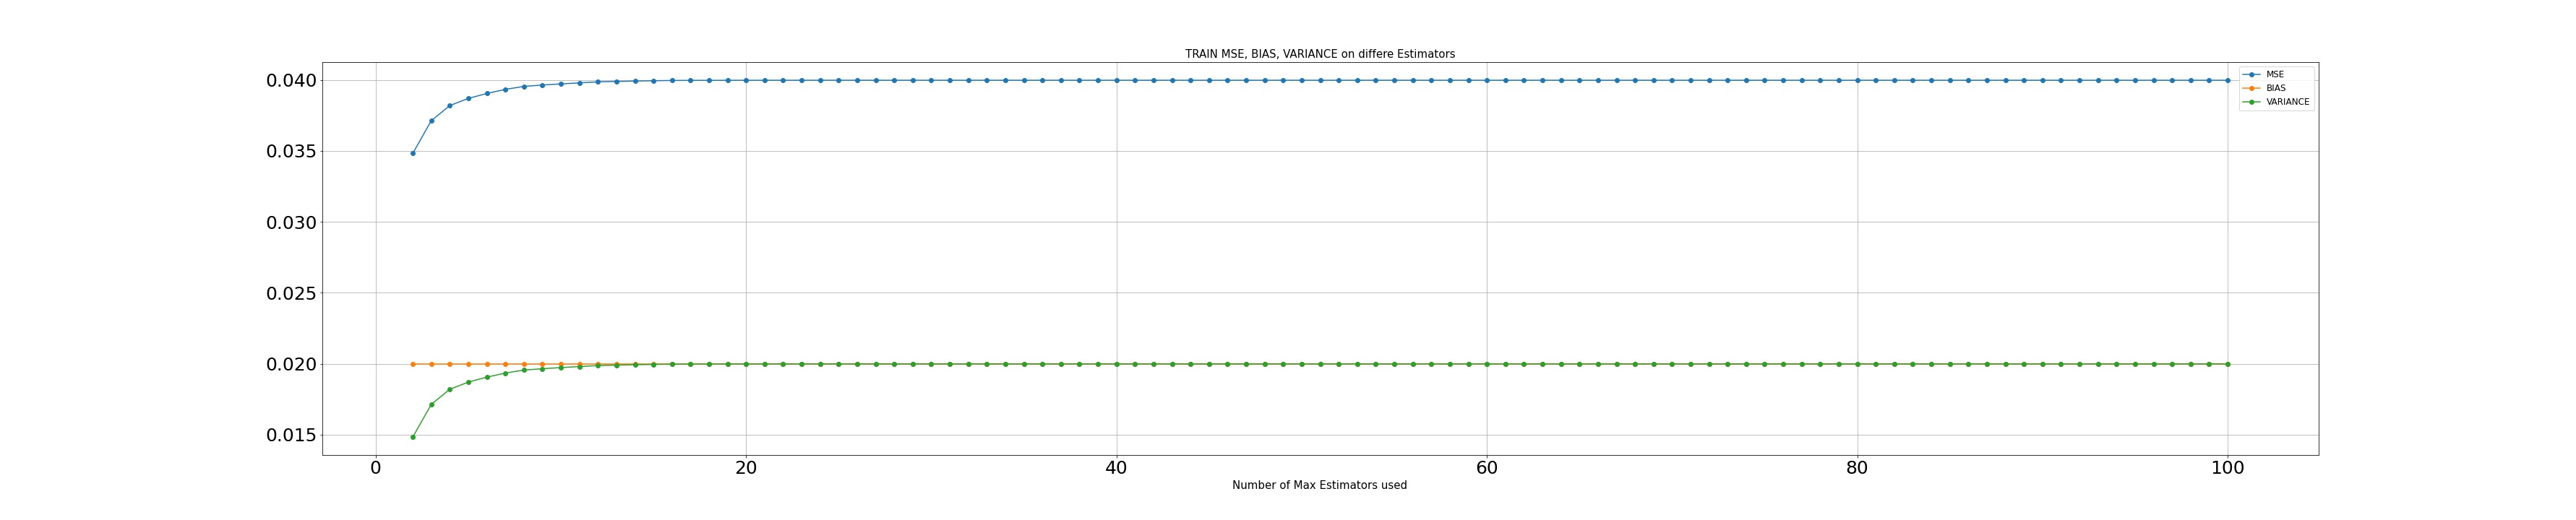 TRAIN MSE, BIAS, VARIANCE on differe Estimators
0.040
0.035
0.030
0.025
0.020
0.015
MSE
BIAS
VARIANCE
0 20 40 60 80 100
Number of Max Estimators used